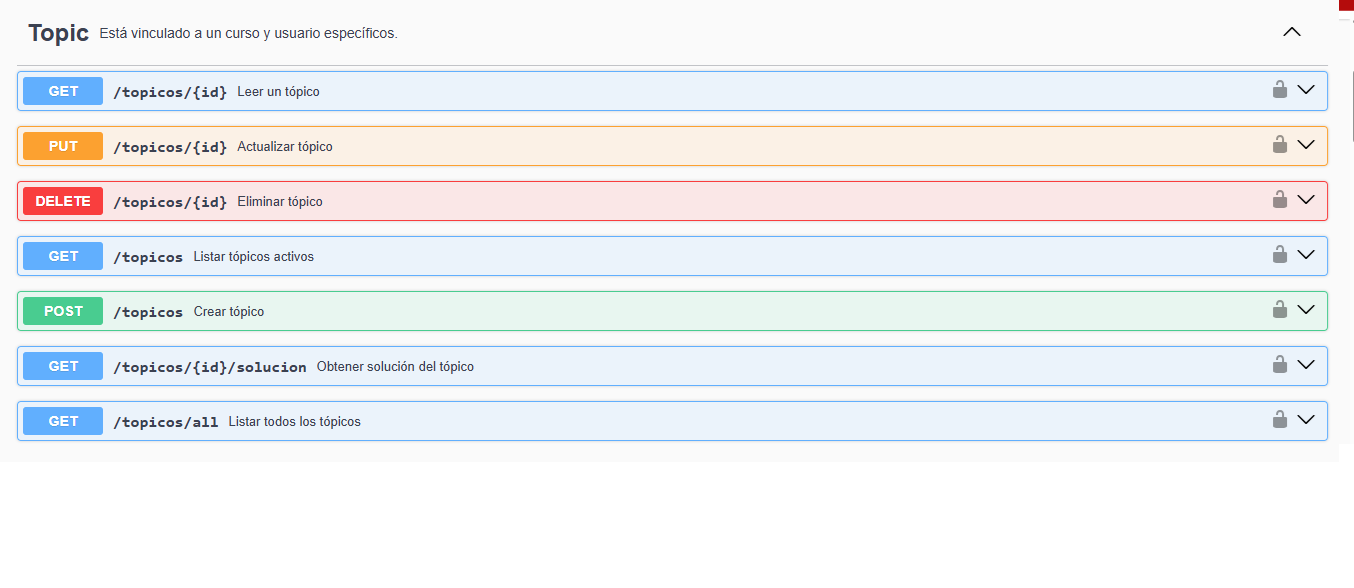 Topic Está vinculado a un curso y usuario específicos.
GET /topicos/{id} Leer un tópico
PUT /topicos/{id} Actualizar tópico
DELETE /topicos/{id} Eliminar tópico
GET /topicos Listar tópicos activos
POST /topicos Crear tópico
GET /topicos/{id}/solucion Obtener solución del tópico
GET /topicos/all Listar todos los tópicos